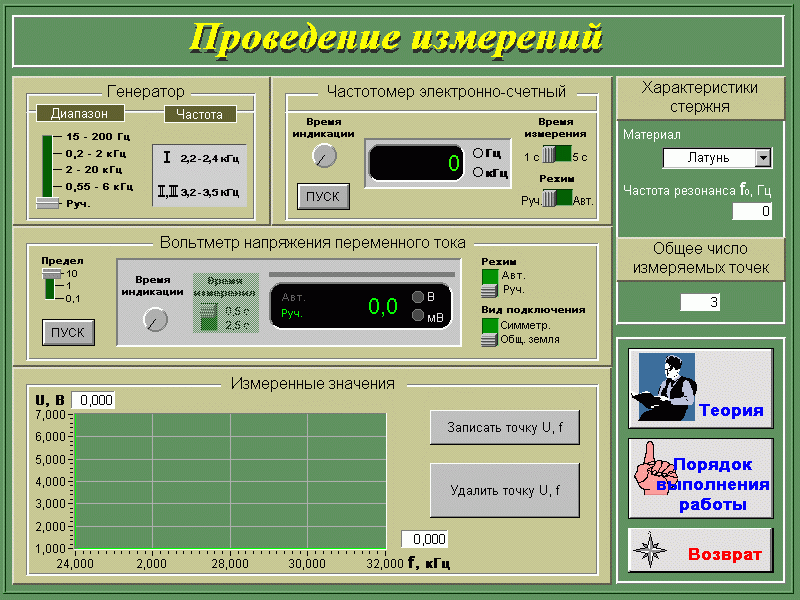 Проведение измерений
Генератор
Диапазон
Частота
15 - 200 Гц
0,2 - 2 кГц
2 - 20 кГц
0,55 - 6 кГц
Руч.
I 2,2-2,4 кГц
I,II 3,2-3,5 кГц
Частотомер электронно-счетный
Время
индикации
ПУСК
0
Гц
кГц
Время
измерения
1 с 5 с
Режим
Руч. Авт.
Характеристики
стержня
Материал
Латунь
Частота резонанса f₀, Гц
0
Общее число
измеряемых точек
3
Вольтметр напряжения переменного тока
Предел
10
1
0,1
ПУСК
Время
индикации
Время
измерения
0,5 с
2,5 с
Авт.
Руч.
0,0
В
мВ
Режим
Авт.
Руч.
Вид подключения
Симметр.
Общ. земля
Измеренные значения
U, В 0,000
7,000
6,000
5,000
4,000
3,000
2,000
1,000
24,000 2,000 28,000 30,000 32,000 f, кГц
0,000
Записать точку U, f
Удалить точку U, f
Теория
Порядок
выполнения
работы
Возврат